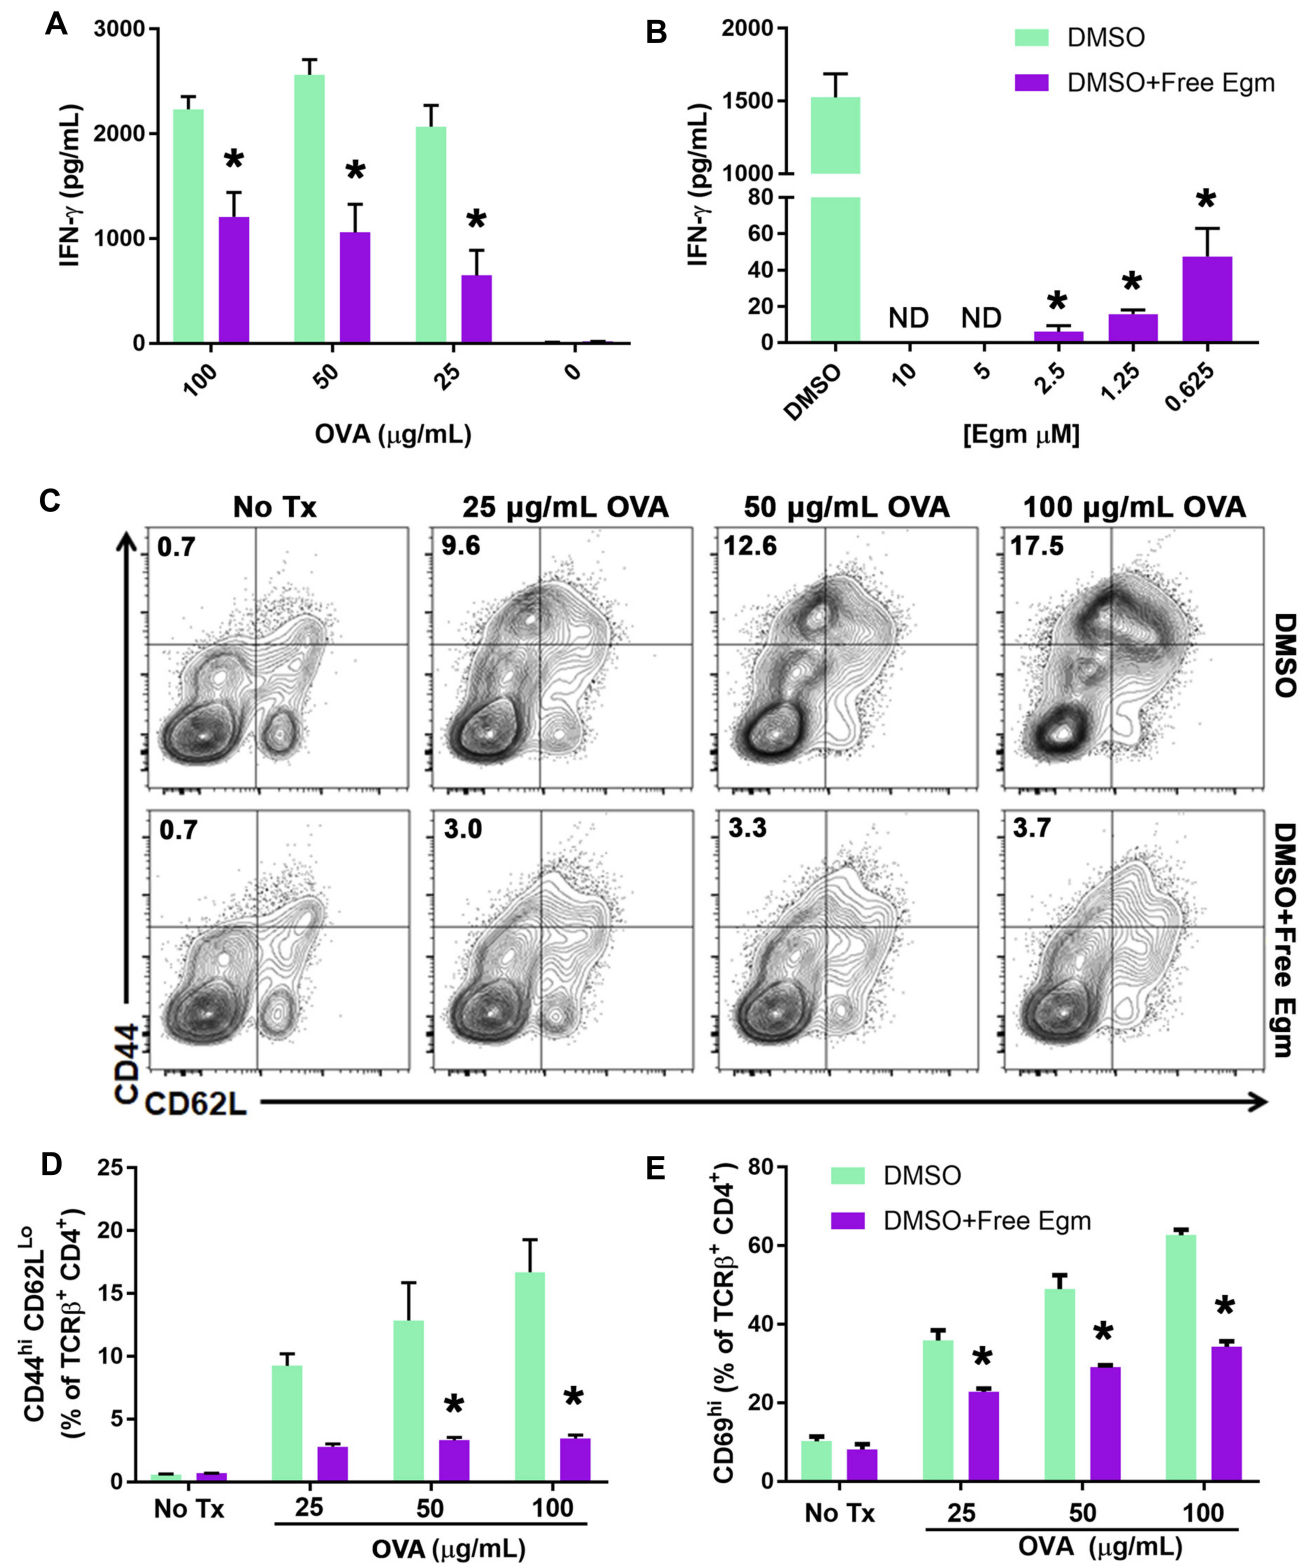 A
3000
2000
1000
0
IFN-γ (pg/mL)
*
*
*
100
50
25
0
OVA (μg/mL)
B
2000
1500
1000
80
60
40
20
0
IFN-γ (pg/mL)
DMSO
DMSO+Free Egm
ND
ND
*
*
*
DMSO
10
5
2.5
1.25
0.625
[Egm μM]
C
No Tx
25 μg/mL OVA
50 μg/mL OVA
100 μg/mL OVA
0.7
9.6
12.6
17.5
DMSO
0.7
3.0
3.3
3.7
DMSO+Free Egm
CD44
CD62L
D
25
20
15
10
5
0
CD44hi CD62LLo
(% of TCRβ+ CD4+)
*
*
No Tx
25
50
100
OVA (μg/mL)
E
80
60
40
20
0
CD69hi (% of TCRβ+ CD4+)
DMSO
DMSO+Free Egm
*
*
*
No Tx
25
50
100
OVA (μg/mL)